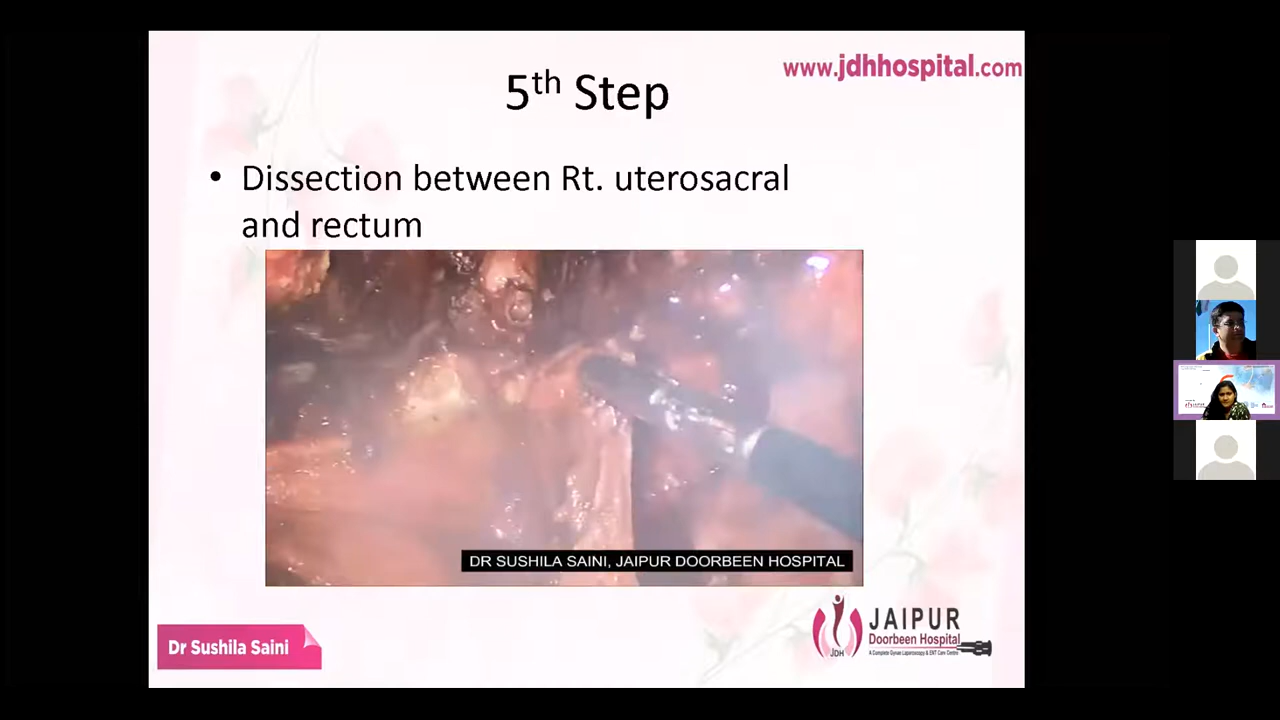 www.jdhhospital.com
5th Step
• Dissection between Rt. uterosacral
and rectum
DR SUSHILA SAINI, JAIPUR DOORBEEN HOSPITAL
Dr Sushila Saini
JAIPUR
Doorbeen Hospital
A Complete Gynae Laparoscopy & ENT Care Centre
JDH